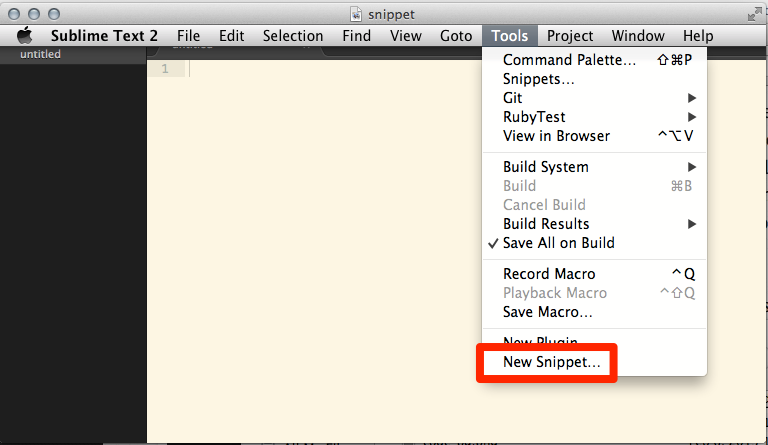 snippet
Sublime Text 2 File Edit Selection Find View Goto Tools Project Window Help
untitled
1
Command Palette... ⇧⌘P
Snippets...
Git ▶
RubyTest ▶
View in Browser ^⌥V
Build System ▶
Build ⌘B
Cancel Build
Build Results ▶
✓ Save All on Build
Record Macro ^Q
Playback Macro ^⇧Q
Save Macro...
New Plugin
New Snippet...